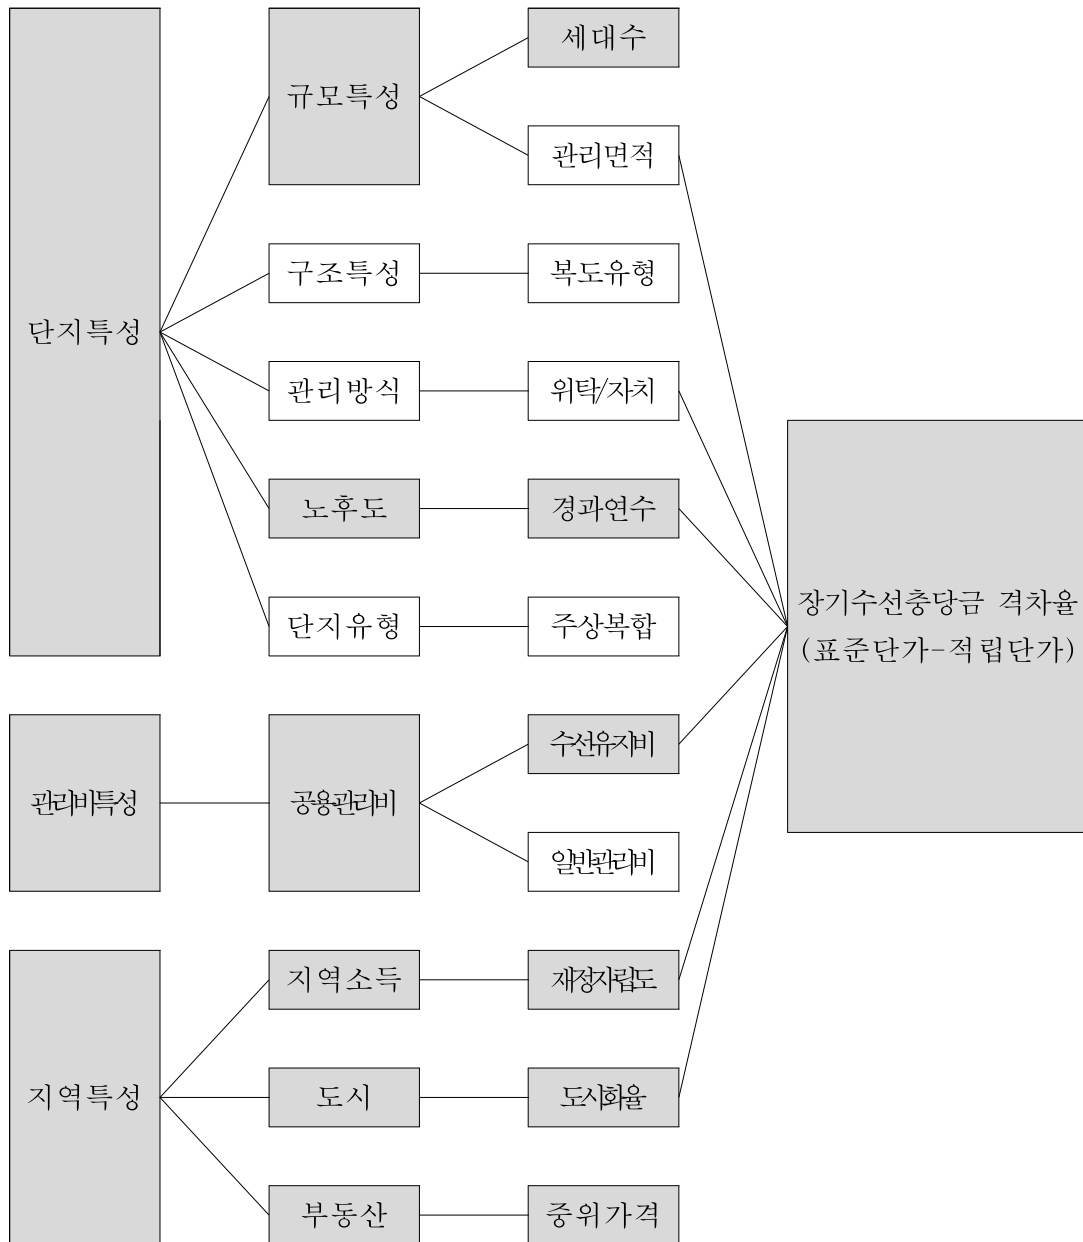 세대수
규모특성
관리면적
구조특성
복도유형
단지특성
관리방식
위탁/자치
노후도
경과연수
장기수선충당금 격차율
(표준단가-적립단가)
단지유형
주상복합
수선유지비
관리비특성
공용관리비
일반관리비
지역소득
재정자립도
지역특성
도시
도시화율
부동산
중위가격